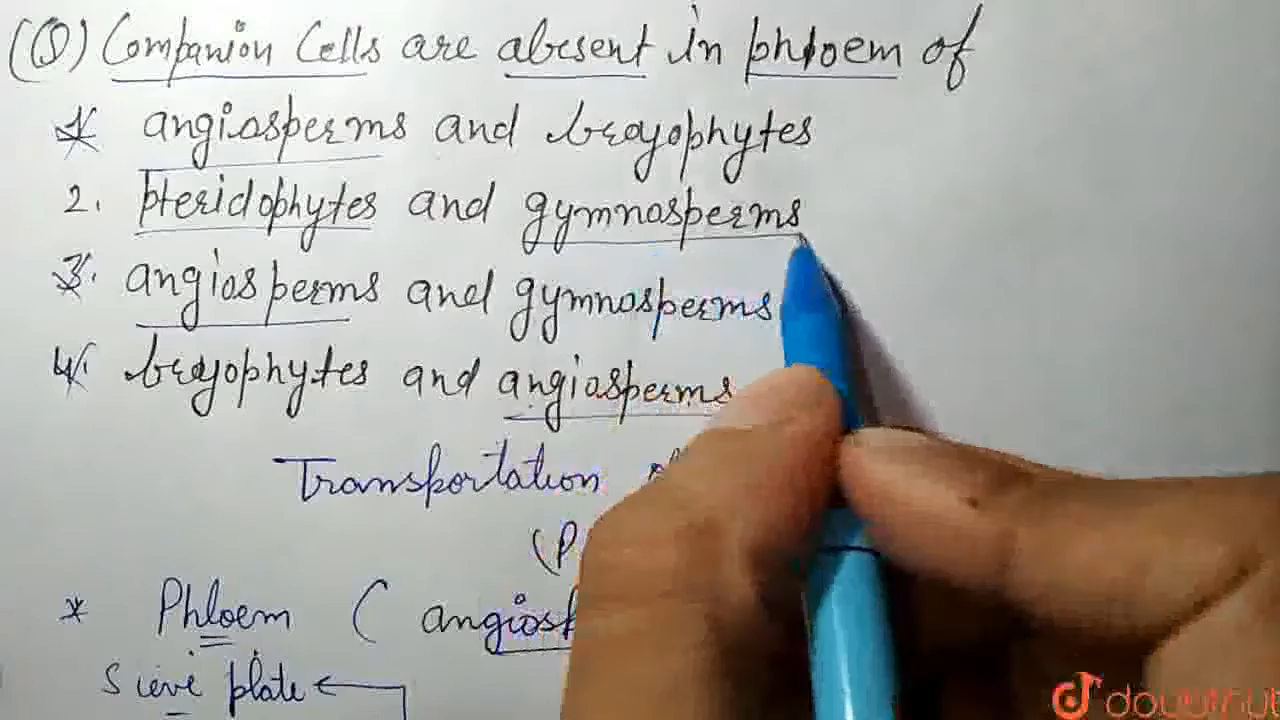 (Q) Companion Cells are absent in phloem of
1. angiosperms and bryophytes
2. pteridophytes and gymnosperms
3. angiosperms and gymnosperms
4. bryophytes and angiosperms
Transportation
(P
* Phloem ( angiosp
Sieve plate ←
doubtnut